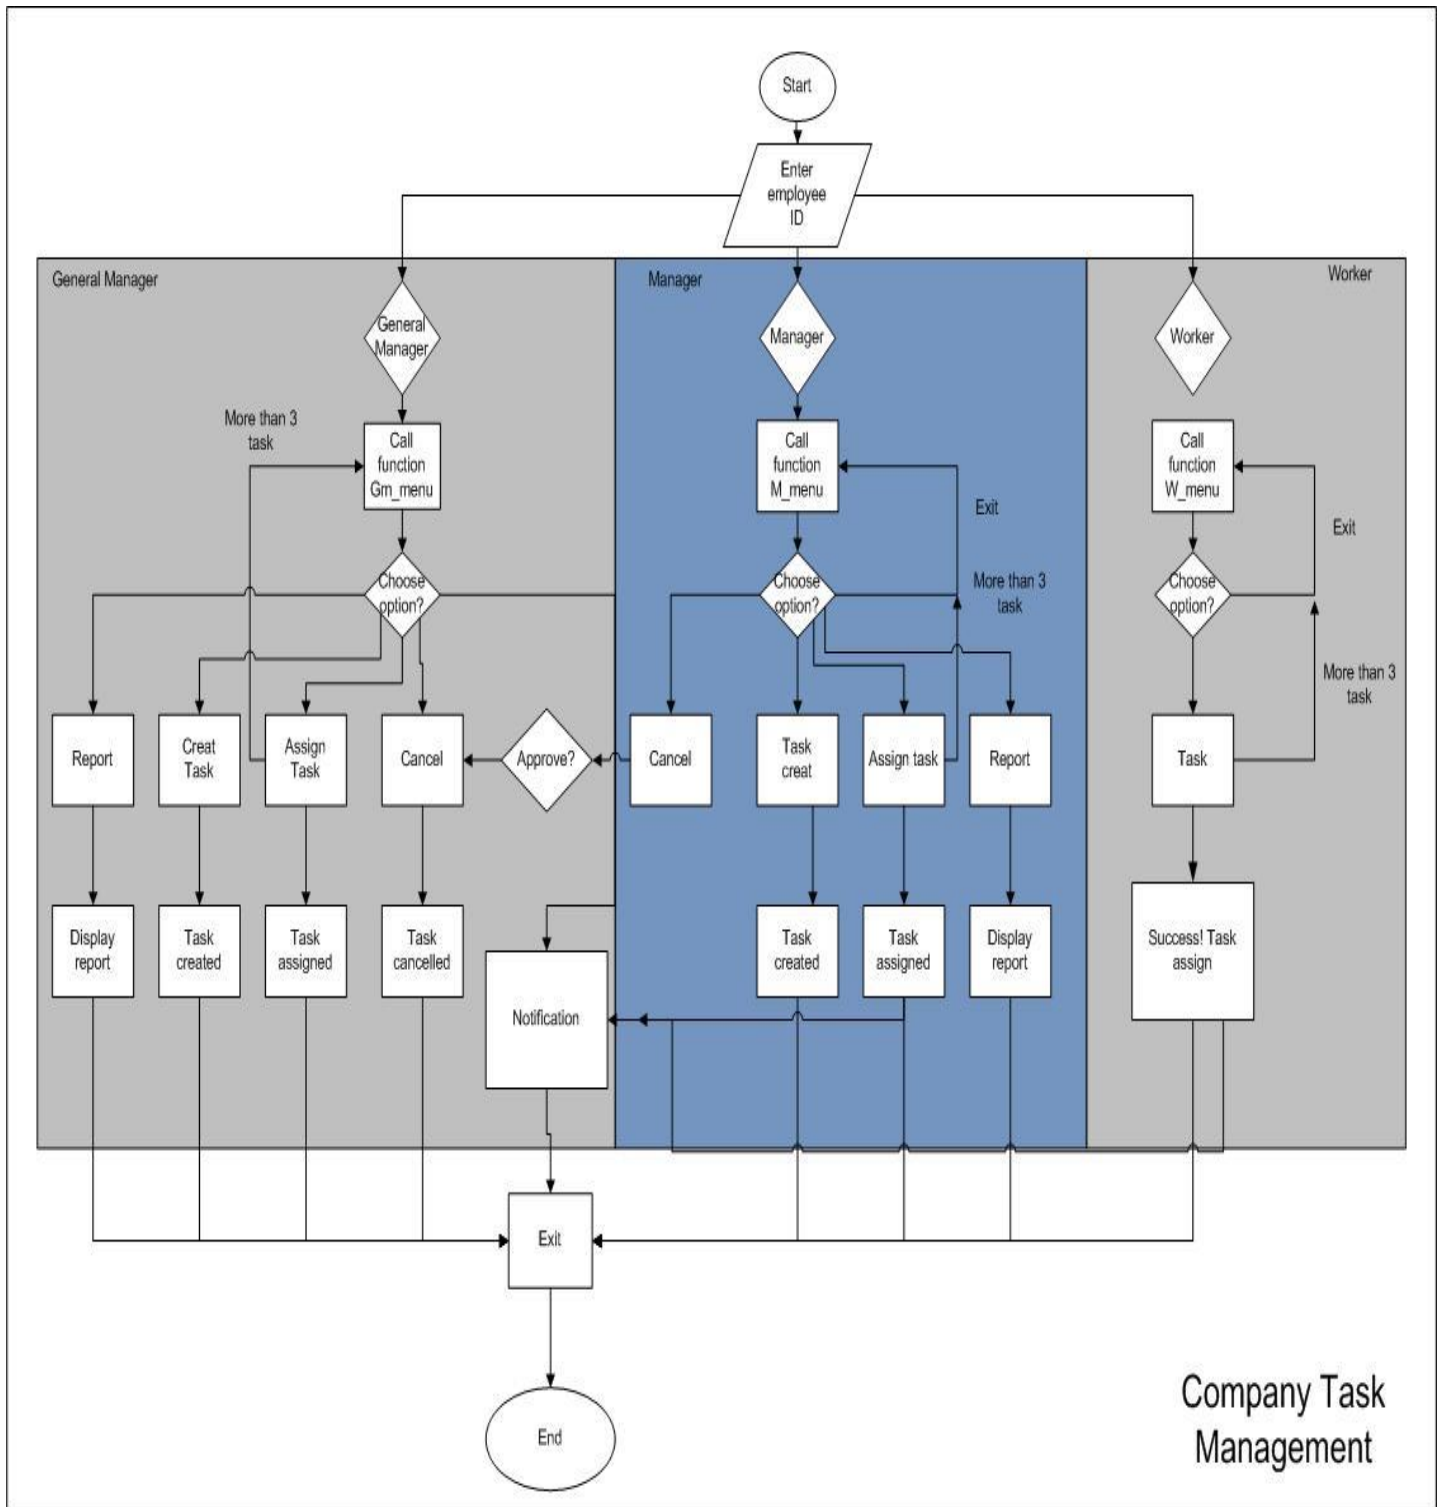 Start
Enter
employee
ID
General Manager
Manager
Worker
General
Manager
Manager
Worker
More than 3
task
Call
function
Gm_menu
Call
function
M_menu
Call
function
W_menu
Exit
Exit
Choose
option?
Choose
option?
More than 3
task
Choose
option?
More than 3
task
Report
Creat
Task
Assign
Task
Cancel
Approve?
Cancel
Task
creat
Assign task
Report
Task
Display
report
Task
created
Task
assigned
Task
cancelled
Notification
Task
created
Task
assigned
Display
report
Success! Task
assign
Exit
End
Company Task
Management